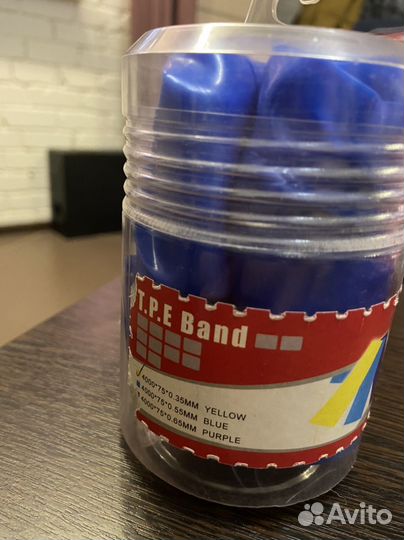 T.P.E Band
4000*75*0.35MM YELLOW
4000*75*0.55MM BLUE
4000*75*0.65MM PURPLE
Avito